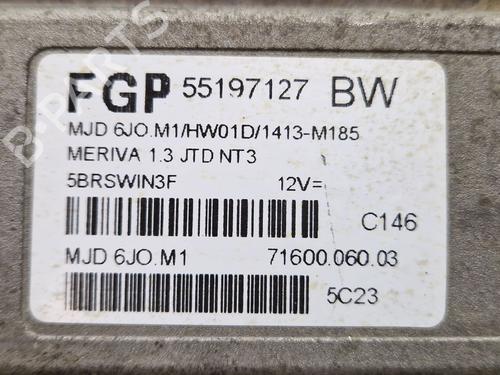 FGP 55197127 BW
MJD 6JO.M1/HW01D/1413-M185
MERIVA 1.3 JTD NT3
5BRSWIN3F 12V=
C146
MJD 6JO.M1 71600.060.03
5C23
B-PARTS